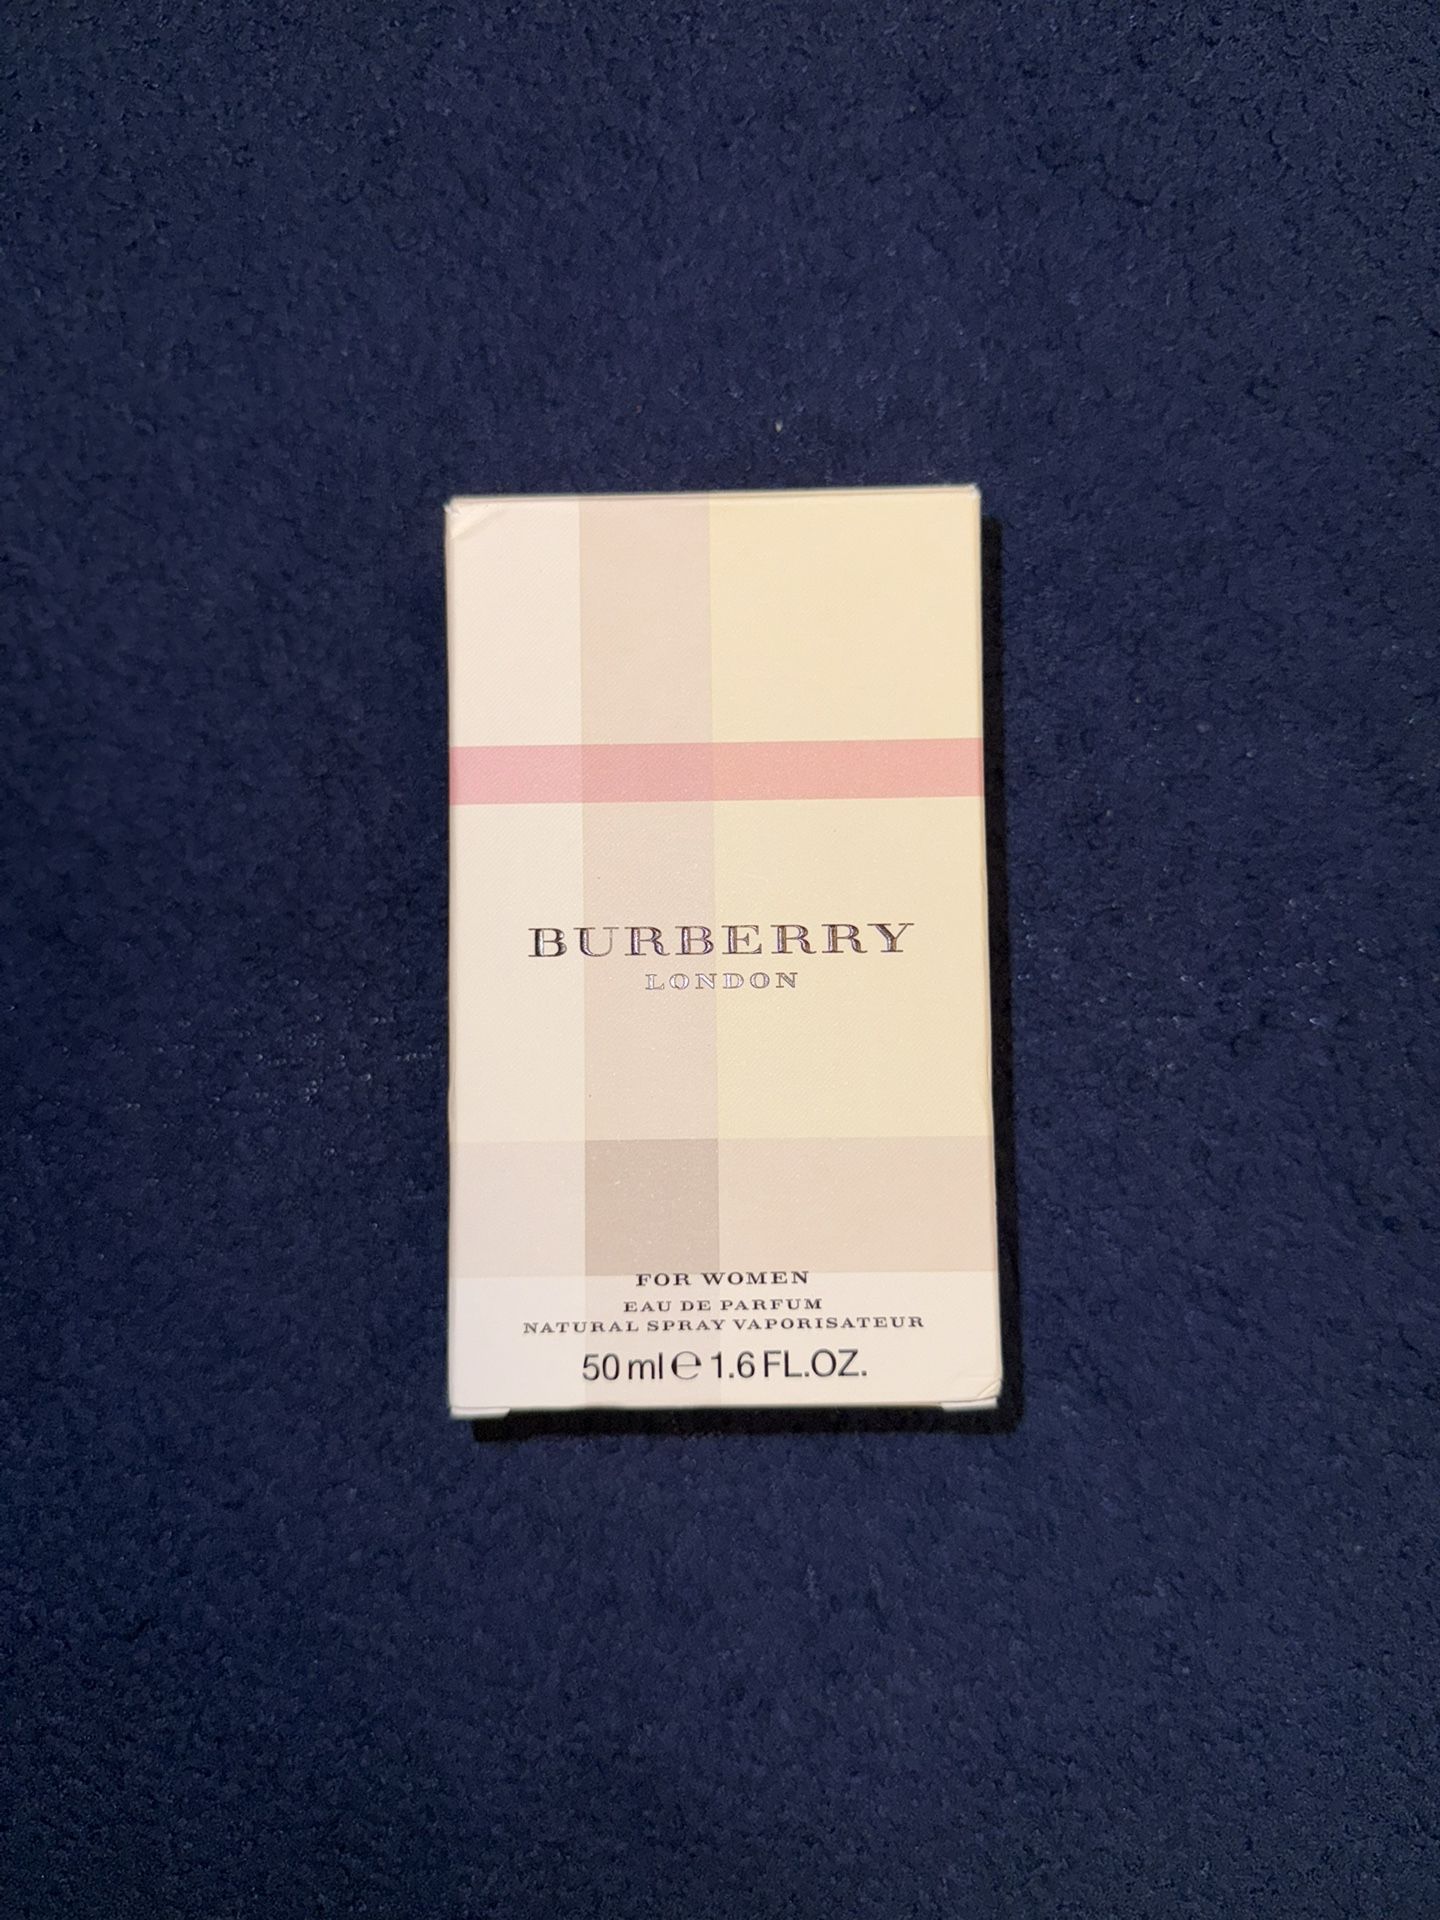 BURBERRY
LONDON
FOR WOMEN
EAU DE PARFUM
NATURAL SPRAY VAPORISATEUR
50 ml ℮ 1.6 FL.OZ.